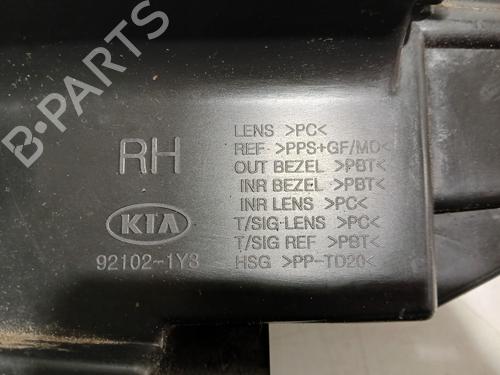 RH
KIA
92102-1Y3
LENS >PC<
REF >PPS+GF/MD<
OUT BEZEL >PBT<
INR BEZEL >PBT<
INR LENS >PC<
T/SIG-LENS >PC<
T/SIG REF >PBT<
HSG >PP-TD20<
B-PARTS